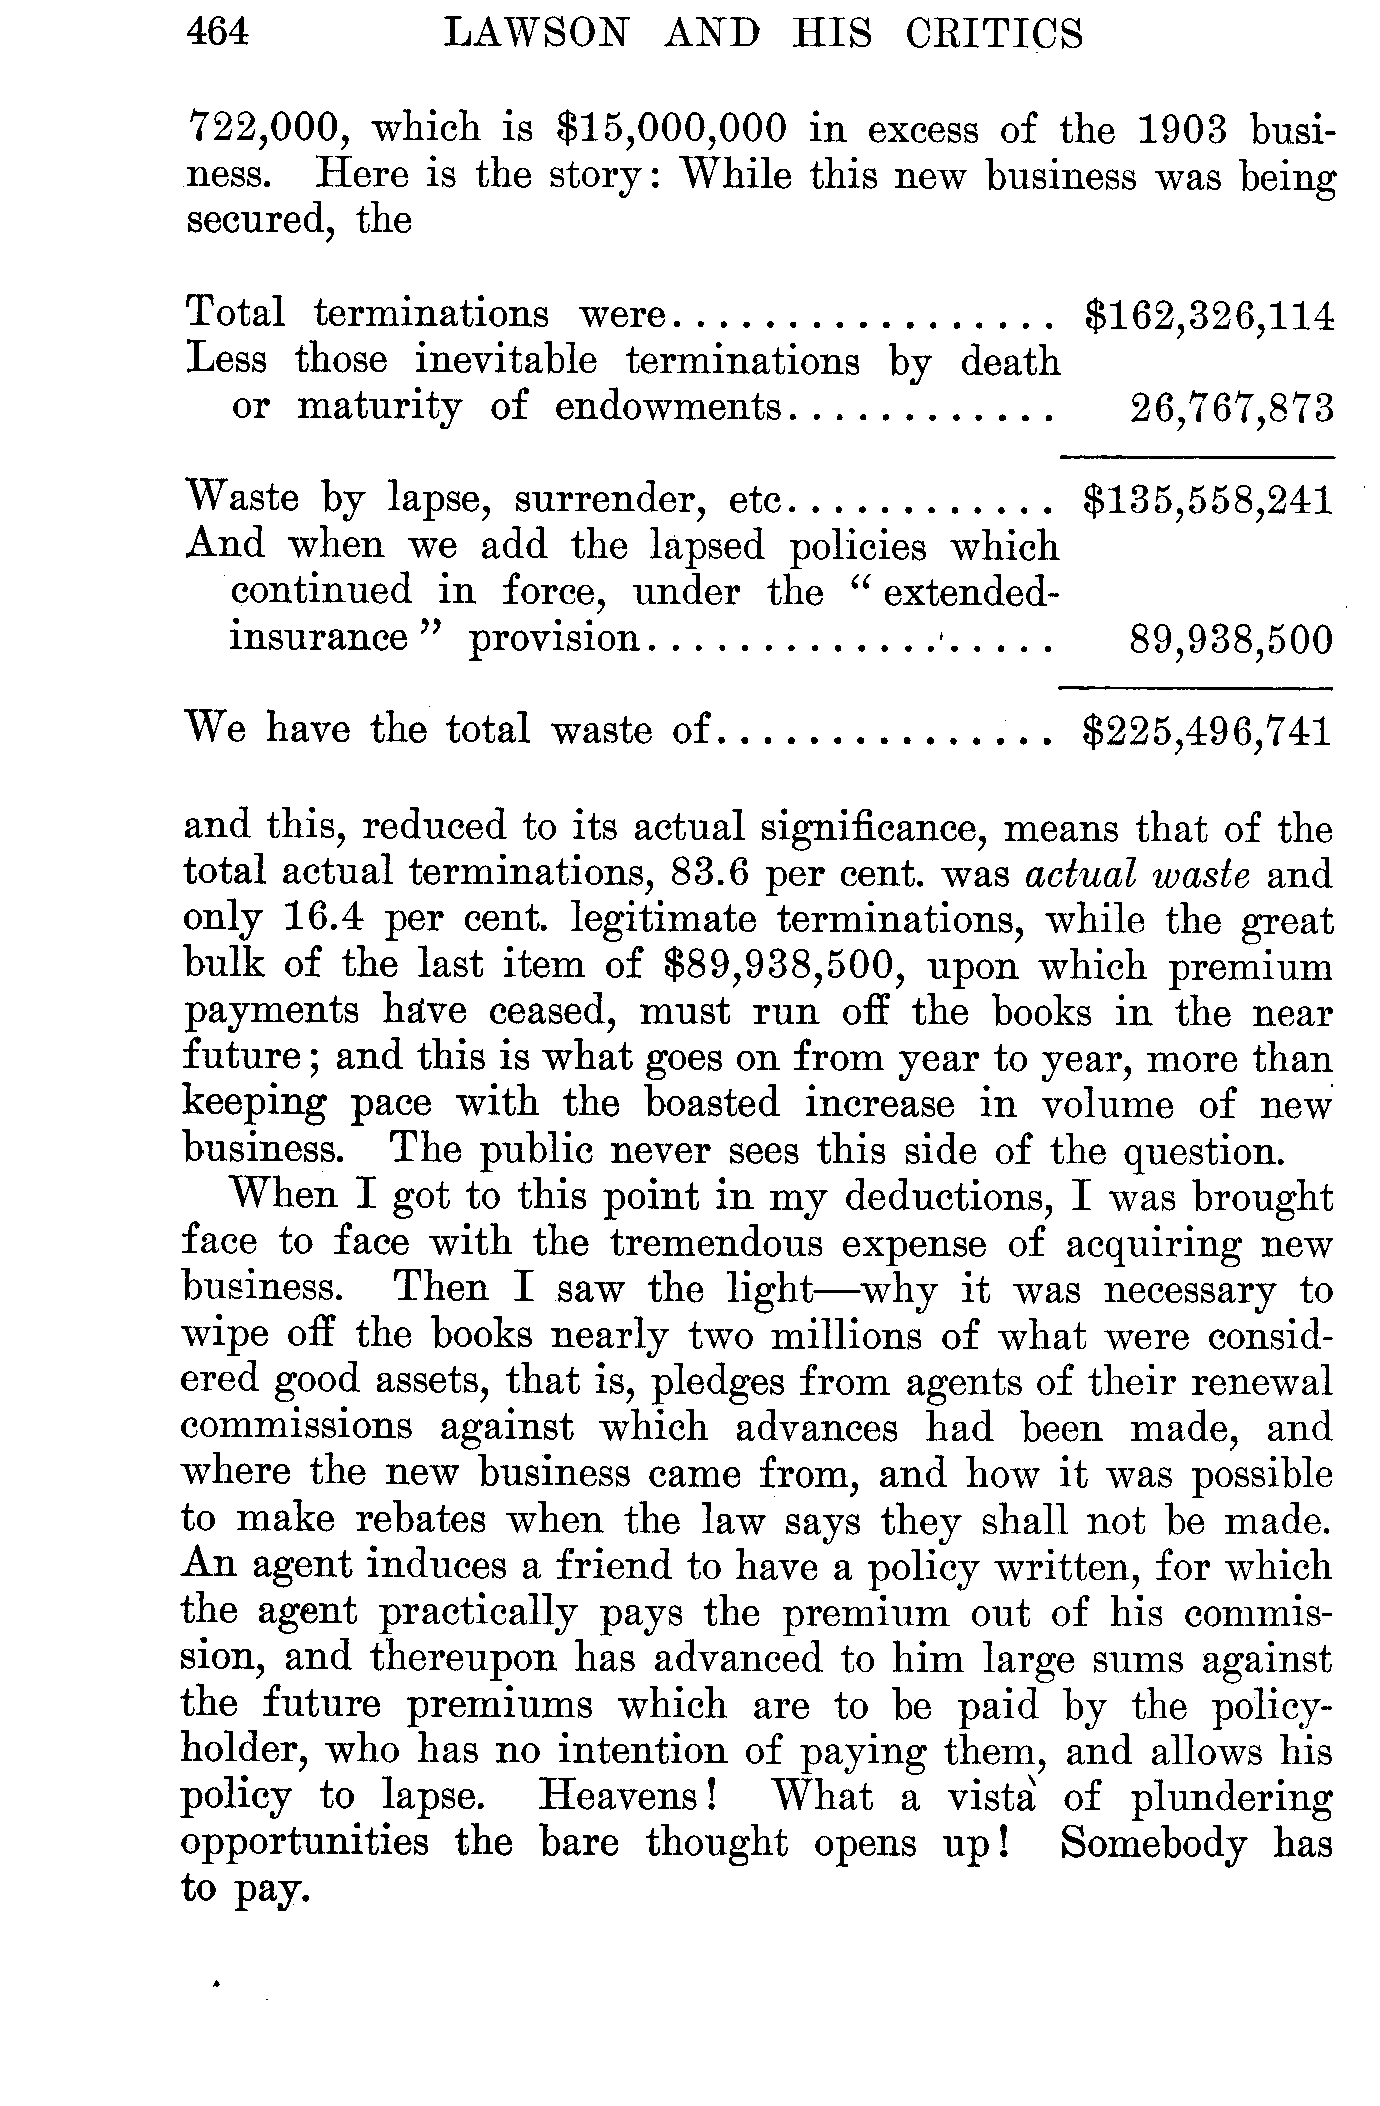 464 LAWSON AND HIS CRITICS
722,000, which is $15,000,000 in excess of the 1903 busi-
ness. Here is the story: While this new business was being
secured, the
Total terminations were................. $162,326,114
Less those inevitable terminations by death
or maturity of endowments............ 26,767,873
Waste by lapse, surrender, etc............ $135,558,241
And when we add the lapsed policies which
continued in force, under the “ extended-
insurance ” provision.................. 89,938,500
We have the total waste of............... $225,496,741
and this, reduced to its actual significance, means that of the
total actual terminations, 83.6 per cent. was actual waste and
only 16.4 per cent. legitimate terminations, while the great
bulk of the last item of $89,938,500, upon which premium
payments have ceased, must run off the books in the near
future; and this is what goes on from year to year, more than
keeping pace with the boasted increase in volume of new
business. The public never sees this side of the question.
When I got to this point in my deductions, I was brought
face to face with the tremendous expense of acquiring new
business. Then I saw the light—why it was necessary to
wipe off the books nearly two millions of what were consid-
ered good assets, that is, pledges from agents of their renewal
commissions against which advances had been made, and
where the new business came from, and how it was possible
to make rebates when the law says they shall not be made.
An agent induces a friend to have a policy written, for which
the agent practically pays the premium out of his commis-
sion, and thereupon has advanced to him large sums against
the future premiums which are to be paid by the policy-
holder, who has no intention of paying them, and allows his
policy to lapse. Heavens! What a vista of plundering
opportunities the bare thought opens up! Somebody has
to pay.